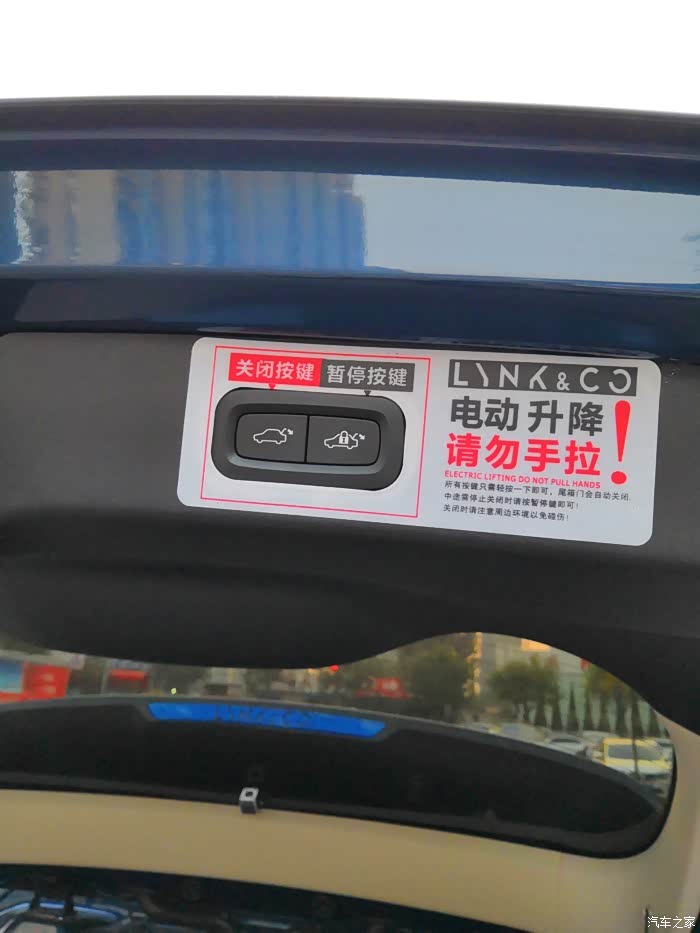 关闭按键 暂停按键
LYNK&CO
电动升降
请勿手拉!
ELECTRIC LIFTING DO NOT PULL HANDS
所有按键只需轻按一下即可，尾箱门会自动关闭.
中途需停止关闭时请按暂停键即可!
关闭时请注意周边环境以免碰伤!
汽车之家